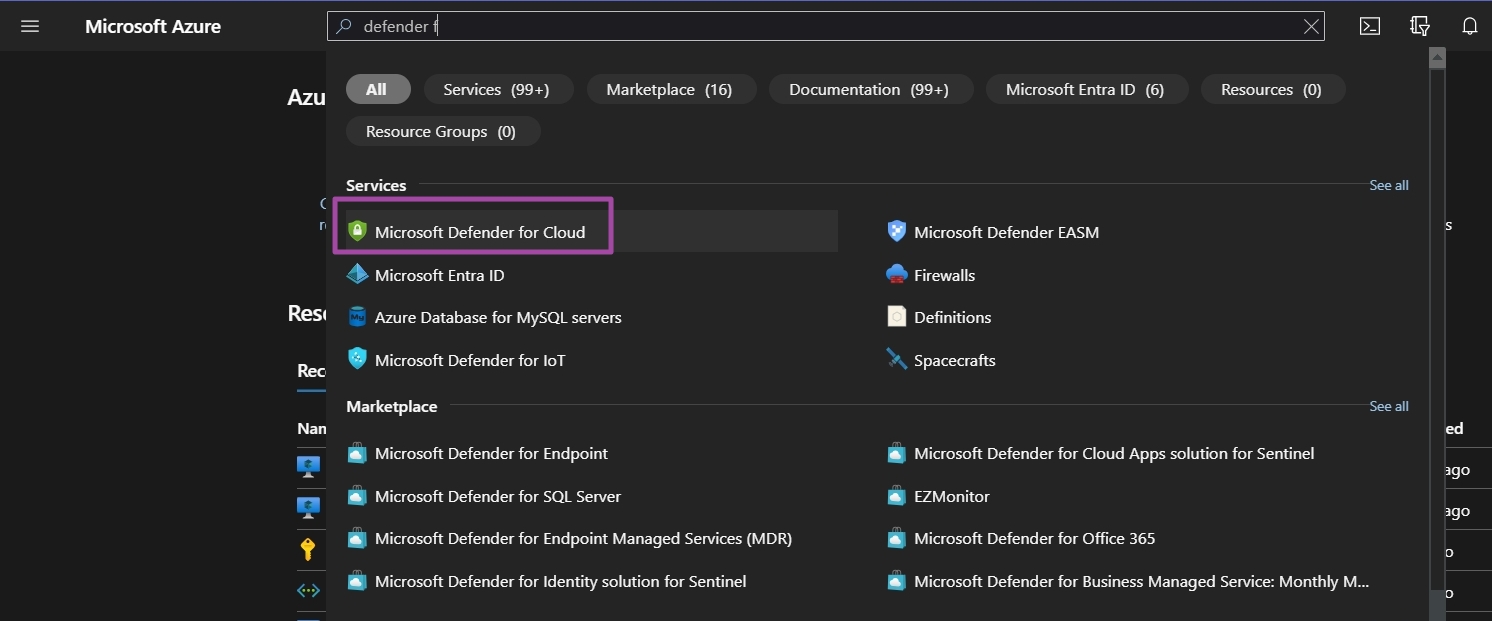 Microsoft Azure
defender f
All
Services (99+)
Marketplace (16)
Documentation (99+)
Microsoft Entra ID (6)
Resources (0)
Resource Groups (0)
Azu
Services
See all
Microsoft Defender for Cloud
Microsoft Defender EASM
Microsoft Entra ID
Firewalls
Azure Database for MySQL servers
Definitions
Microsoft Defender for IoT
Spacecrafts
s
Rese
Rec
Marketplace
See all
Nam
ed
Microsoft Defender for Endpoint
Microsoft Defender for Cloud Apps solution for Sentinel
ago
Microsoft Defender for SQL Server
EZMonitor
ago
Microsoft Defender for Endpoint Managed Services (MDR)
Microsoft Defender for Office 365
o
Microsoft Defender for Identity solution for Sentinel
Microsoft Defender for Business Managed Service: Monthly M...
o